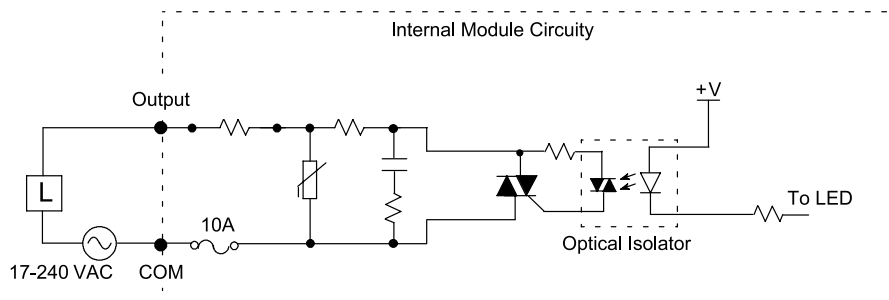 Internal Module Circuity
Output
+V
L
10A
To LED
Optical Isolator
17-240 VAC
COM